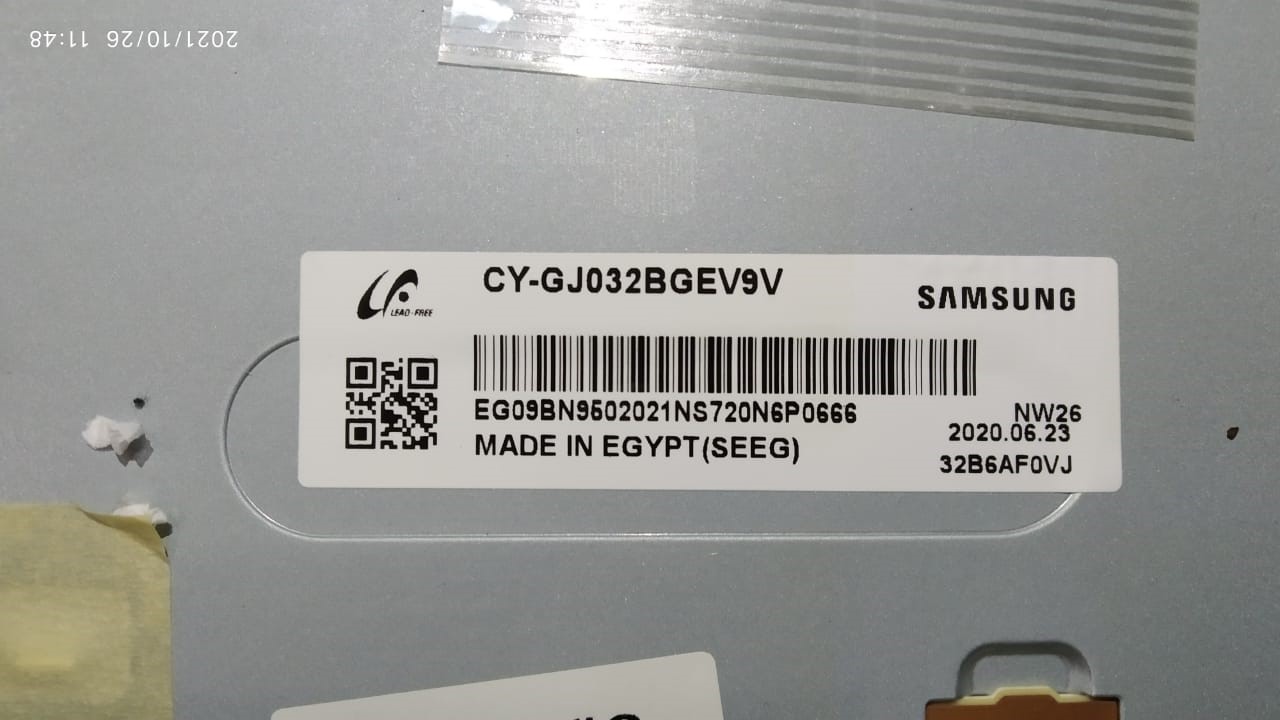 2021/10/26 11:48
CY-GJ032BGEV9V
SAMSUNG
LEAD-FREE
EG09BN9502021NS720N6P0666
MADE IN EGYPT(SEEG)
NW26
2020.06.23
32B6AF0VJ